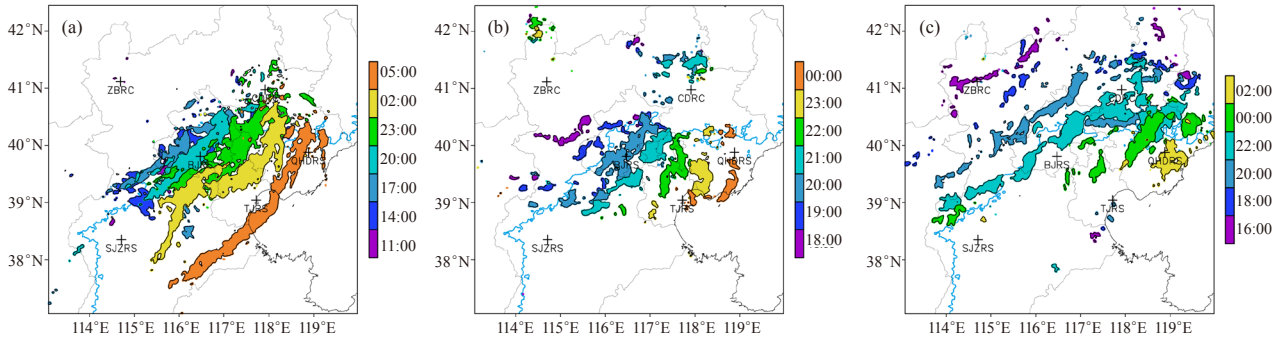 (a)
42°N
41°N
40°N
39°N
38°N
114°E 115°E 116°E 117°E 118°E 119°E
ZBRC
QHDRS
TJRS
SJZRS
05:00
02:00
23:00
20:00
17:00
14:00
11:00
(b)
42°N
41°N
40°N
39°N
38°N
114°E 115°E 116°E 117°E 118°E 119°E
ZBRC
CDRC
BJRS
QHDRS
TJRS
SJZRS
00:00
23:00
22:00
21:00
20:00
19:00
18:00
(c)
42°N
41°N
40°N
39°N
38°N
114°E 115°E 116°E 117°E 118°E 119°E
ZBRC
BJRS
QHDRS
TJRS
SJZRS
02:00
00:00
22:00
20:00
18:00
16:00